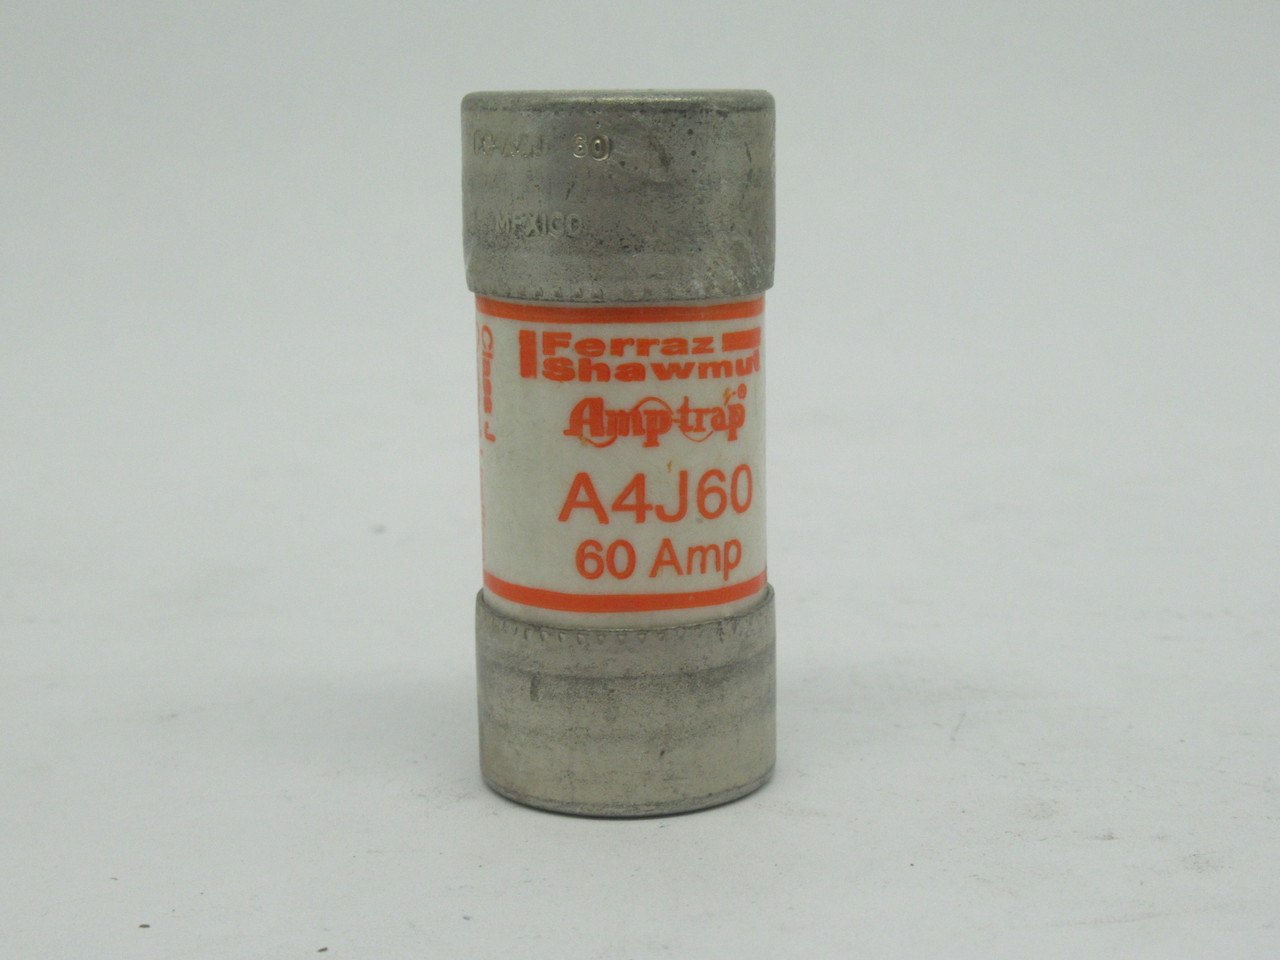 60
MEXICO
Class J
Ferraz
Shawmut
Amp-trap®
A4J60
60 Amp